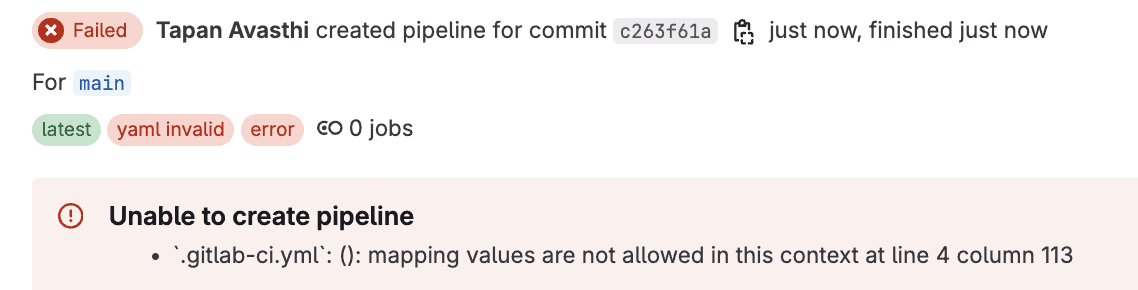 Failed Tapan Avasthi created pipeline for commit c263f61a just now, finished just now
For main
latest yaml invalid error 0 jobs
Unable to create pipeline
• `.gitlab-ci.yml`: (): mapping values are not allowed in this context at line 4 column 113